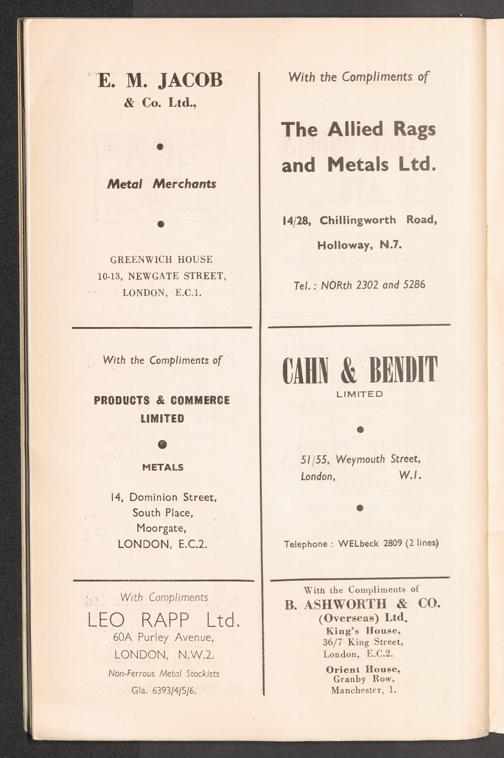 E. M. JACOB
& Co. Ltd.,
Metal Merchants
GREENWICH HOUSE
10-13, NEWGATE STREET,
LONDON, E.C.1.
With the Compliments of
PRODUCTS & COMMERCE
LIMITED
METALS
14, Dominion Street,
South Place,
Moorgate,
LONDON, E.C.2.
With Compliments
LEO RAPP Ltd.
60A Purley Avenue,
LONDON, N.W.2.
Non-Ferrous Metal Stockists
Gla. 6393/4/5/6.
With the Compliments of
The Allied Rags
and Metals Ltd.
14/28, Chillingworth Road,
Holloway, N.7.
Tel. : NORth 2302 and 5286
CAHN & BENDIT
LIMITED
51/55, Weymouth Street,
London, W.1.
Telephone : WELbeck 2809 (2 lines)
With the Compliments of
B. ASHWORTH & CO.
(Overseas) Ltd.
King's House,
36/7 King Street,
London, E.C.2.
Orient House,
Granby Row,
Manchester, 1.